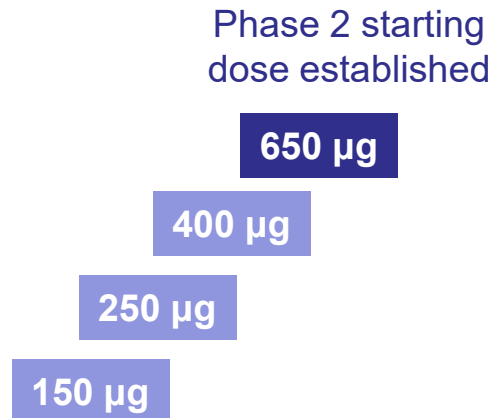 Phase 2 starting
dose established
650 µg
400 µg
250 µg
150 µg